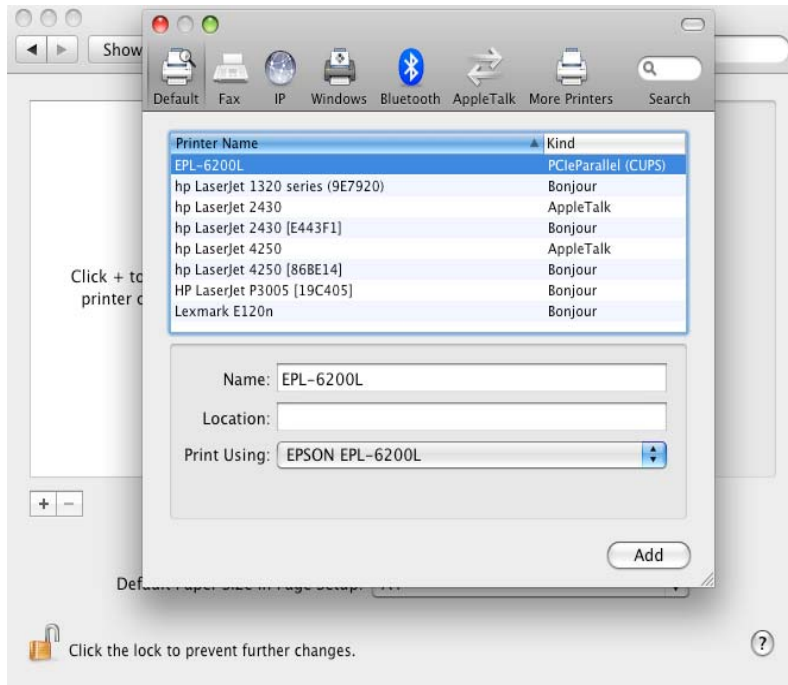 Show
Default Fax IP Windows Bluetooth AppleTalk More Printers Search
Printer Name Kind
EPL-6200L PCIeParallel (CUPS)
hp LaserJet 1320 series (9E7920) Bonjour
hp LaserJet 2430 AppleTalk
hp LaserJet 2430 [E443F1] Bonjour
hp LaserJet 4250 AppleTalk
hp LaserJet 4250 [86BE14] Bonjour
HP LaserJet P3005 [19C405] Bonjour
Lexmark E120n Bonjour
Click + to
printer
Name: EPL-6200L
Location:
Print Using: EPSON EPL-6200L
+ −
Add
Click the lock to prevent further changes. ?